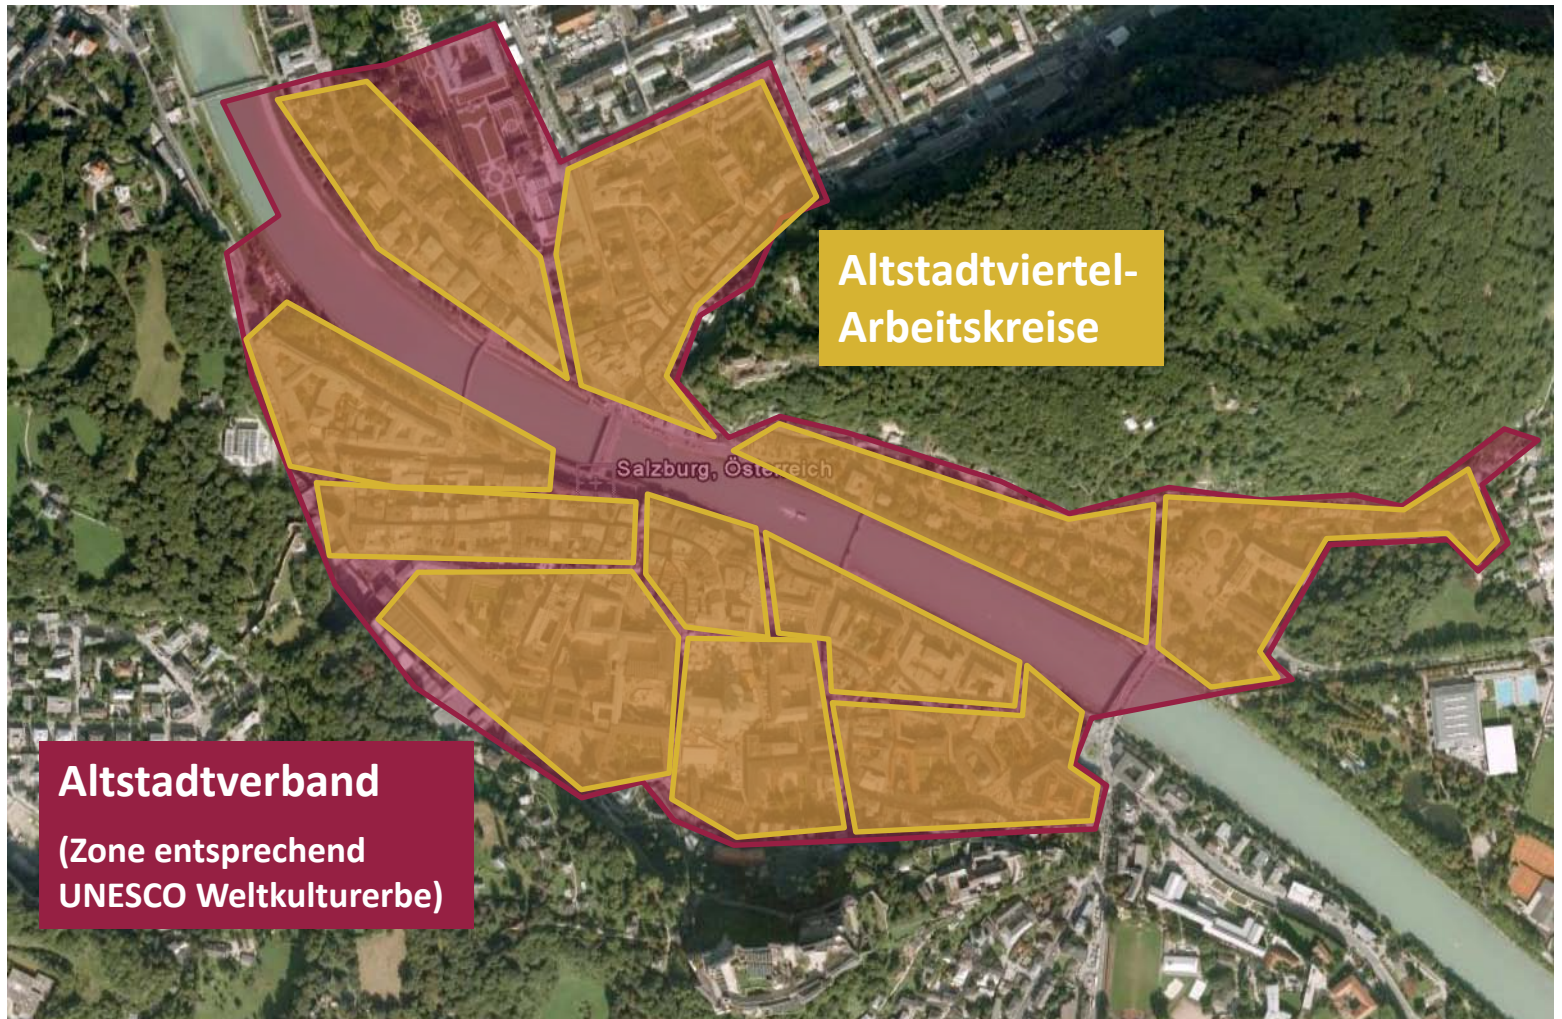 Altstadtviertel-
Arbeitskreise
Salzburg, Österreich
Altstadtverband
(Zone entsprechend
UNESCO Weltkulturerbe)